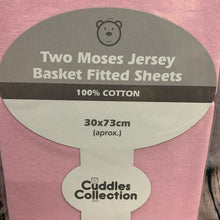 Two Moses Jersey
Basket Fitted Sheets
100% COTTON
30x73cm
(aprox.)
Cuddles
Collection